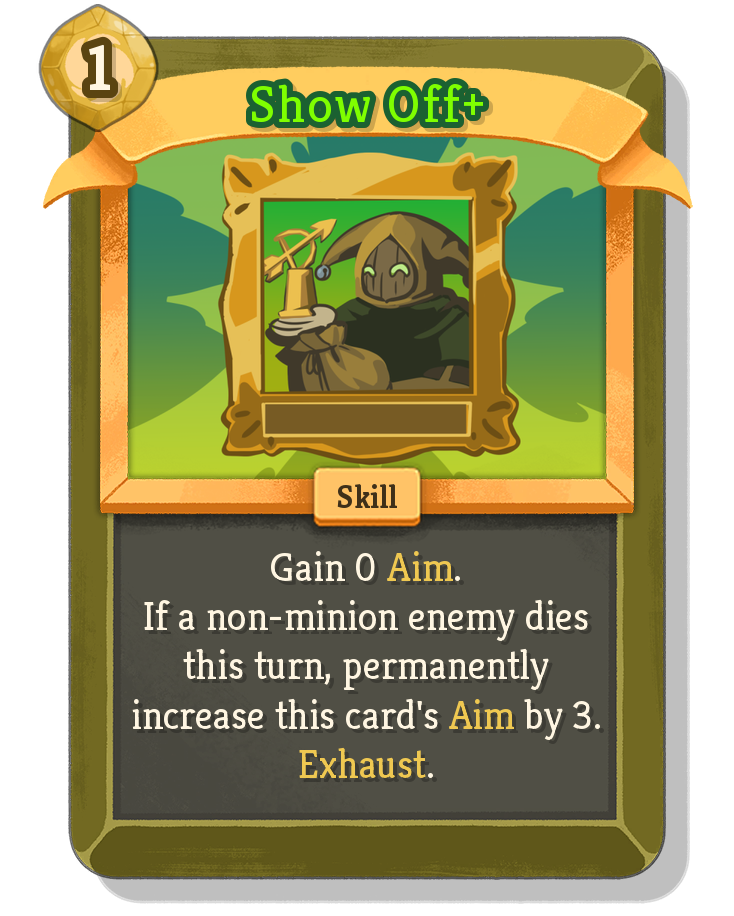 1
Show Off+
Skill
Gain 0 Aim.
If a non-minion enemy dies
this turn, permanently
increase this card's Aim by 3.
Exhaust.